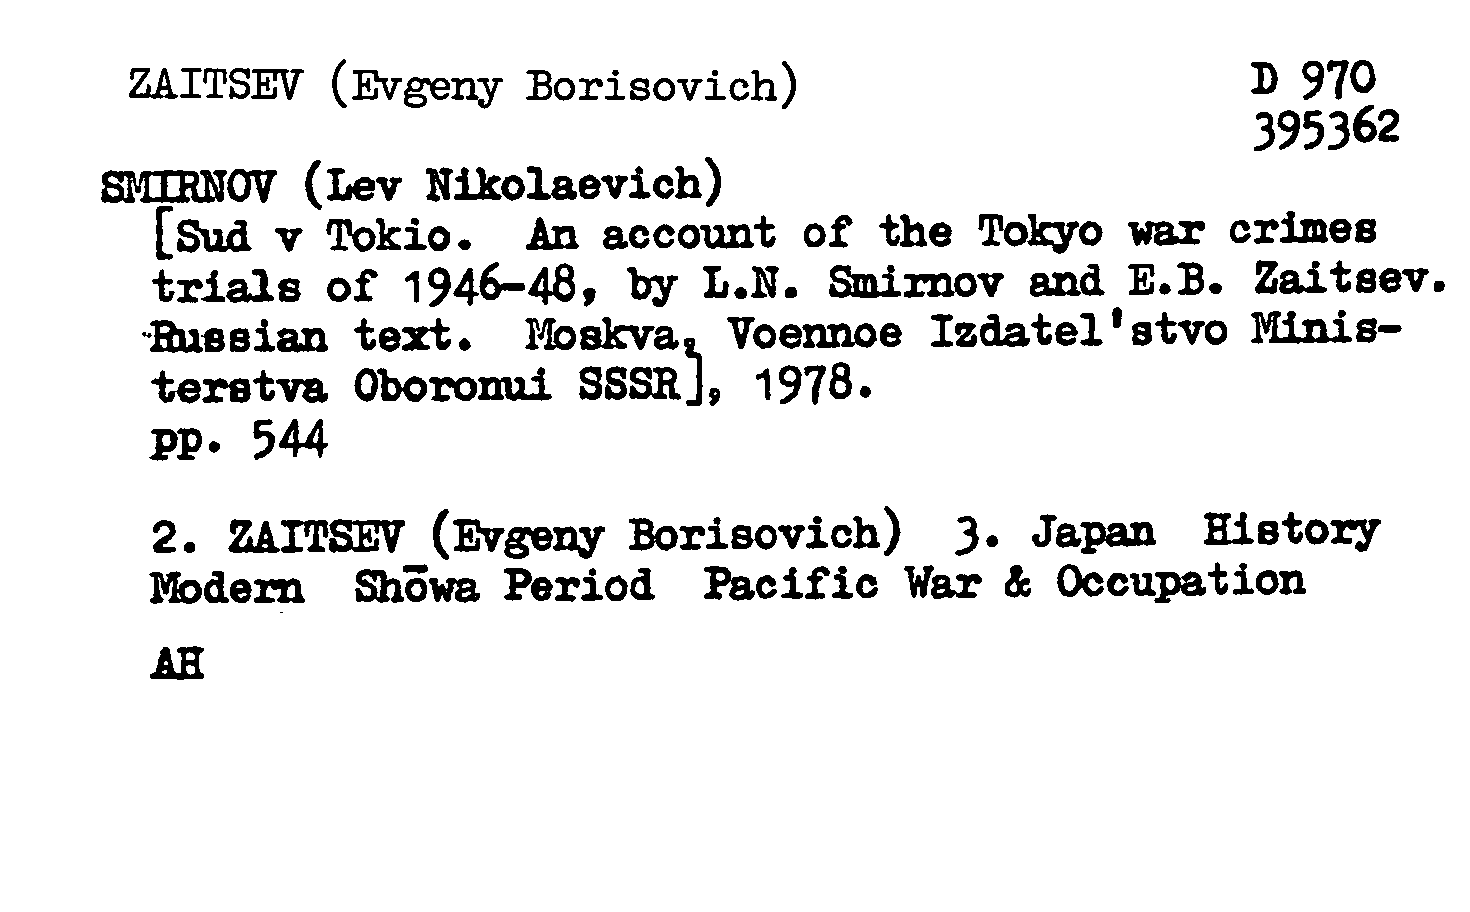 ZAITSEV (Evgeny Borisovich)
D 970
395362
SMIRNOV (Lev Nikolaevich)
[Sud v Tokio. An account of the Tokyo war crimes
trials of 1946-48, by L.N. Smirnov and E.B. Zaitsev.
Russian text. Moskva, Voennoe Izdatel'stvo Minis-
terstva Oboronui SSSR], 1978.
pp. 544
2. ZAITSEV (Evgeny Borisovich) 3. Japan History
Modern Shōwa Period Pacific War & Occupation
AH